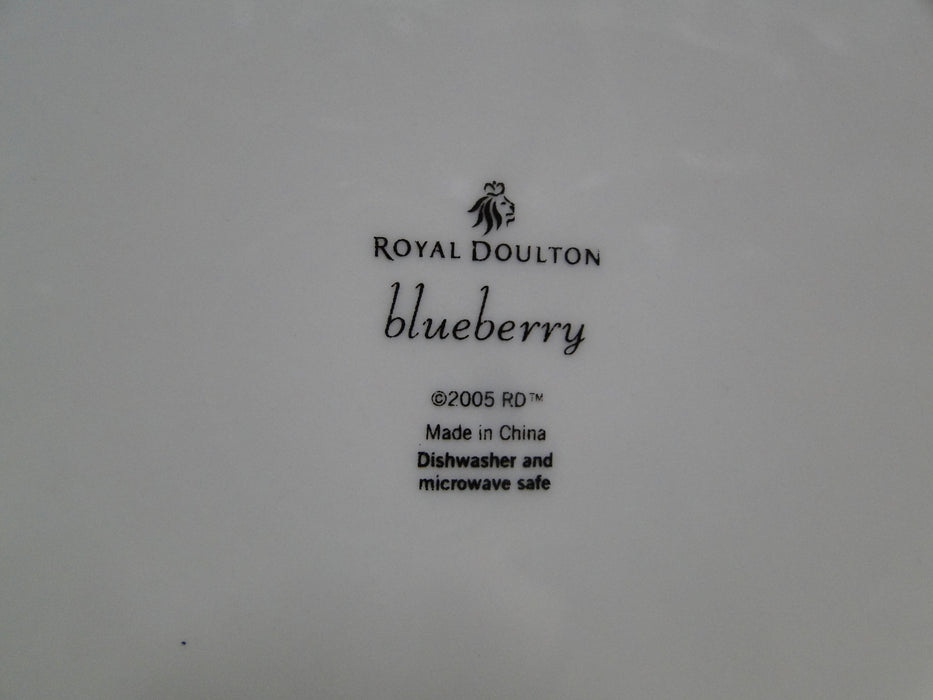 ROYAL DOULTON
blueberry
©2005 RD™
Made in China
Dishwasher and
microwave safe